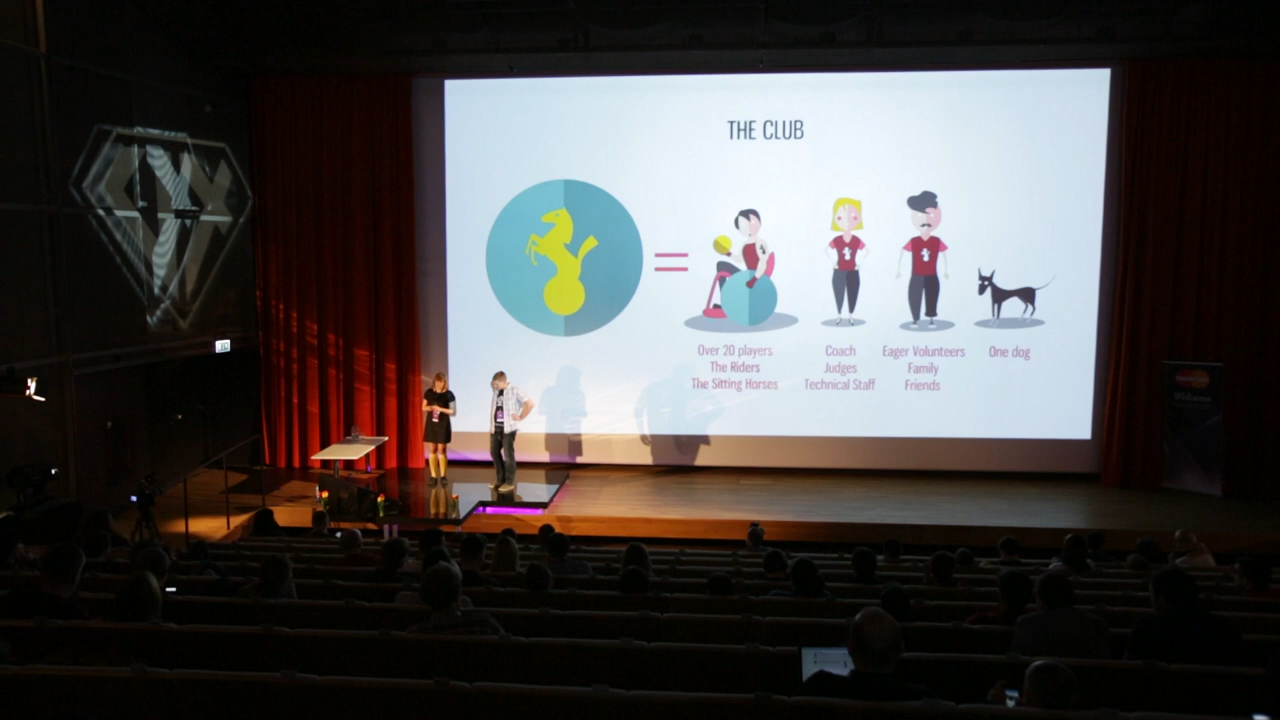 THE CLUB
Over 20 players
The Riders
The Sitting Horses
Coach
Judges
Technical Staff
Eager Volunteers
Family
Friends
One dog
Welcome